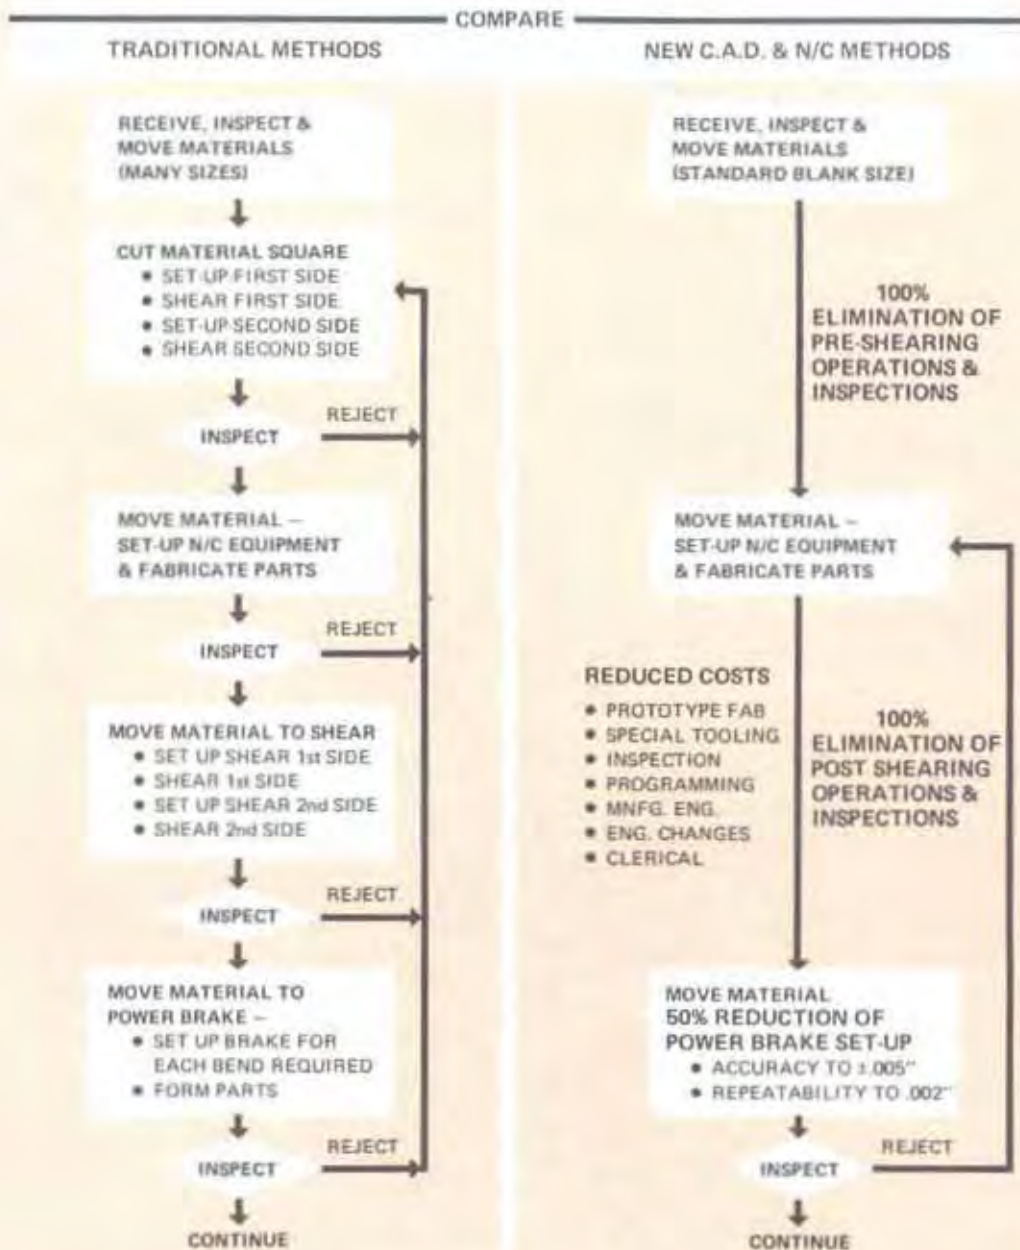 COMPARE
TRADITIONAL METHODS
RECEIVE, INSPECT &
MOVE MATERIALS
(MANY SIZES)
CUT MATERIAL SQUARE
• SET-UP FIRST SIDE
• SHEAR FIRST SIDE
• SET-UP SECOND SIDE
• SHEAR SECOND SIDE
REJECT
INSPECT
MOVE MATERIAL –
SET-UP N/C EQUIPMENT
& FABRICATE PARTS
REJECT
INSPECT
MOVE MATERIAL TO SHEAR
• SET UP SHEAR 1st SIDE
• SHEAR 1st SIDE
• SET UP SHEAR 2nd SIDE
• SHEAR 2nd SIDE
REJECT
INSPECT
MOVE MATERIAL TO
POWER BRAKE –
• SET UP BRAKE FOR
EACH BEND REQUIRED
• FORM PARTS
REJECT
INSPECT
CONTINUE
NEW C.A.D. & N/C METHODS
RECEIVE, INSPECT &
MOVE MATERIALS
(STANDARD BLANK SIZE)
100%
ELIMINATION OF
PRE-SHEARING
OPERATIONS &
INSPECTIONS
MOVE MATERIAL –
SET-UP N/C EQUIPMENT
& FABRICATE PARTS
REDUCED COSTS
• PROTOTYPE FAB
• SPECIAL TOOLING
• INSPECTION
• PROGRAMMING
• MNFG. ENG.
• ENG. CHANGES
• CLERICAL
100%
ELIMINATION OF
POST SHEARING
OPERATIONS &
INSPECTIONS
MOVE MATERIAL
50% REDUCTION OF
POWER BRAKE SET-UP
• ACCURACY TO ±.005"
• REPEATABILITY TO .002"
REJECT
INSPECT
CONTINUE